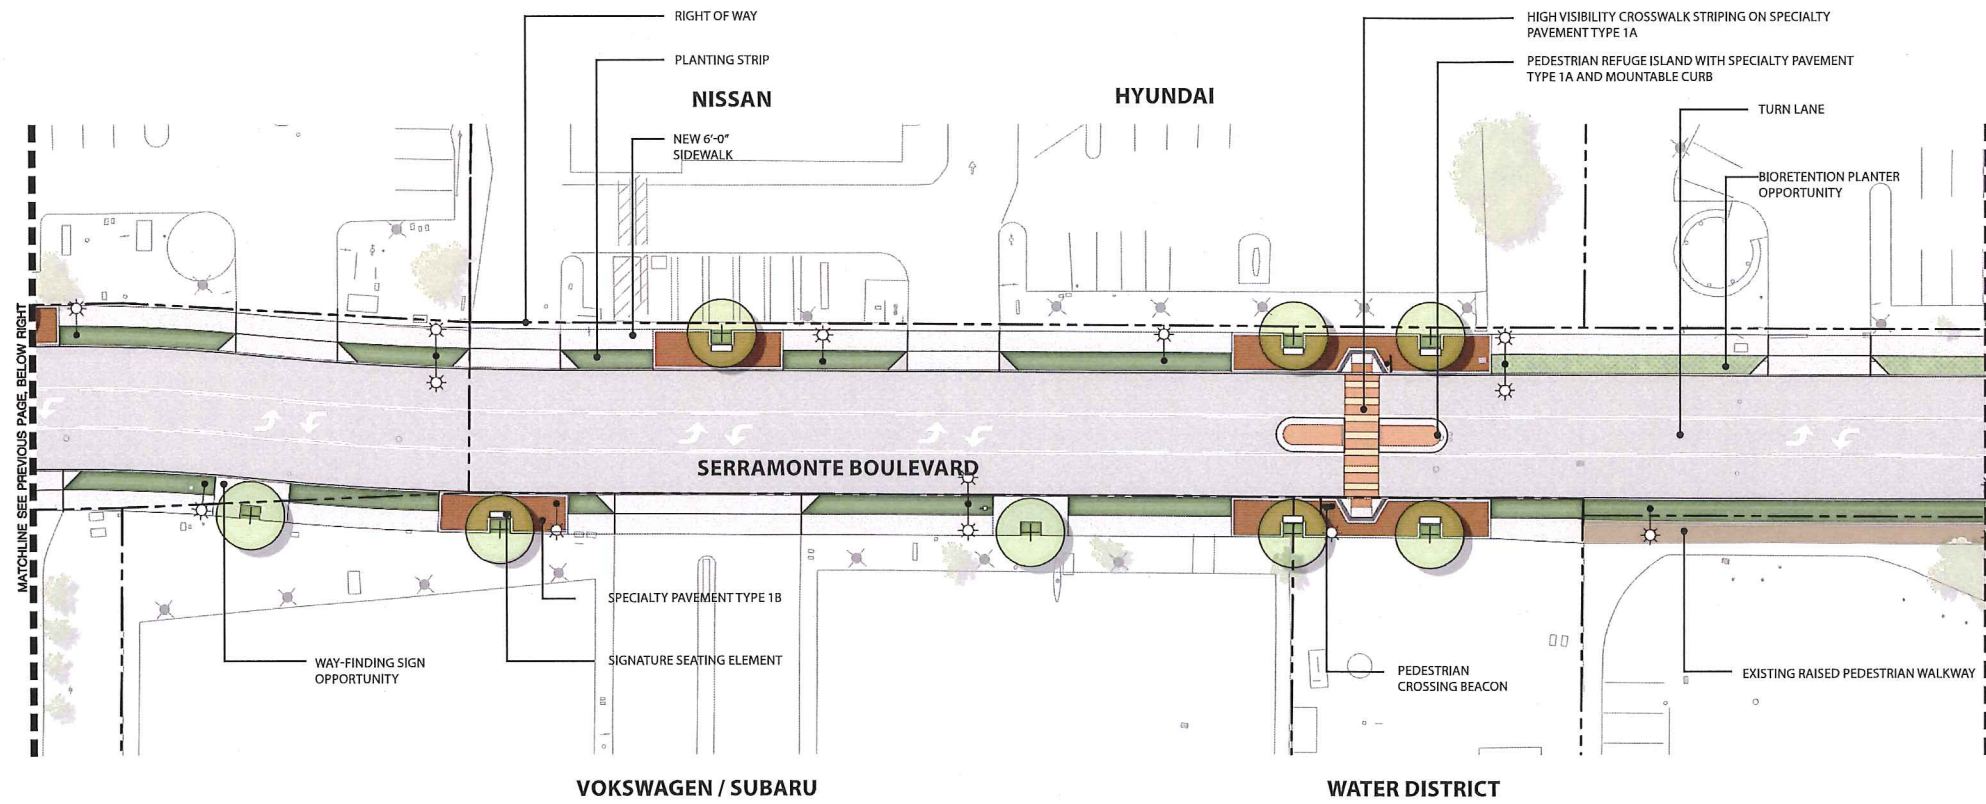 RIGHT OF WAY
PLANTING STRIP
NISSAN
NEW 6'-0"
SIDEWALK
HYUNDAI
HIGH VISIBILITY CROSSWALK STRIPING ON SPECIALTY
PAVEMENT TYPE 1A
PEDESTRIAN REFUGE ISLAND WITH SPECIALTY PAVEMENT
TYPE 1A AND MOUNTABLE CURB
TURN LANE
BIORETENTION PLANTER
OPPORTUNITY
MATCHLINE SEE PREVIOUS PAGE, BELOW RIGHT
SERRAMONTE BOULEVARD
SPECIALTY PAVEMENT TYPE 1B
WAY-FINDING SIGN
OPPORTUNITY
SIGNATURE SEATING ELEMENT
PEDESTRIAN
CROSSING BEACON
EXISTING RAISED PEDESTRIAN WALKWAY
VOKSWAGEN / SUBARU
WATER DISTRICT